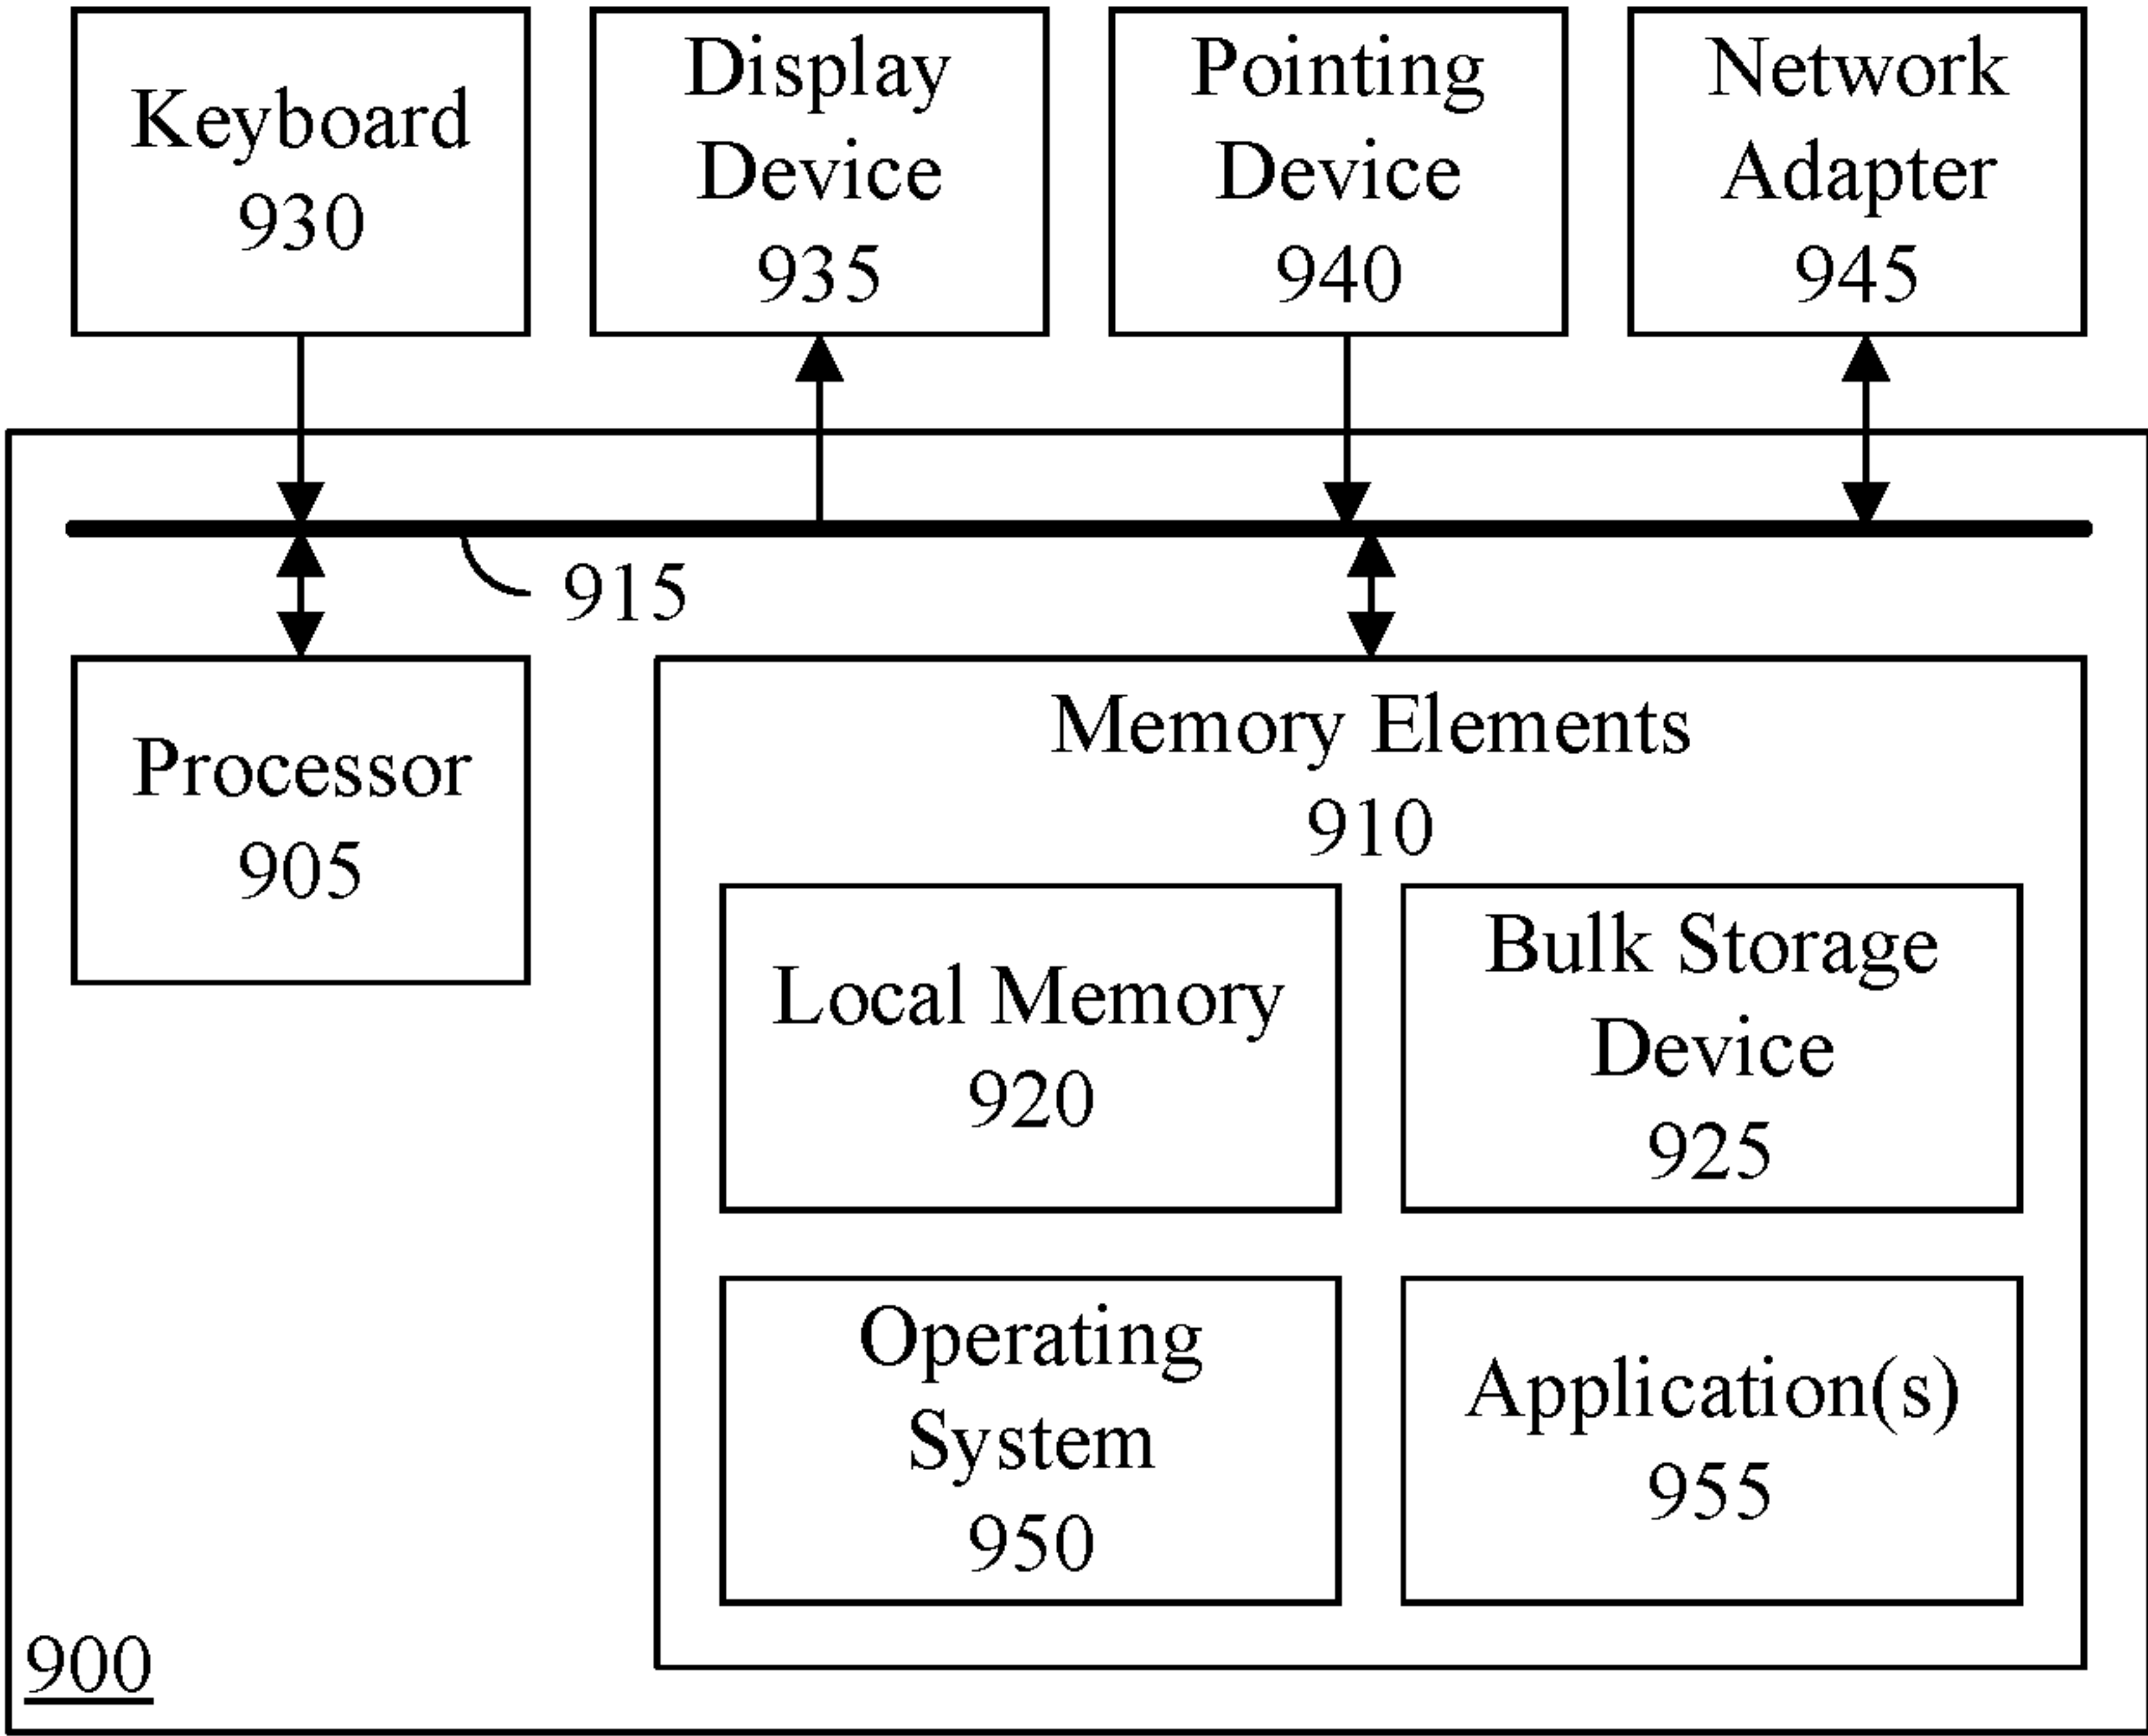 Keyboard
930
Display
Device
935
Pointing
Device
940
Network
Adapter
945
915
Processor
905
Memory Elements
910
Local Memory
920
Bulk Storage
Device
925
Operating
System
950
Application(s)
955
900